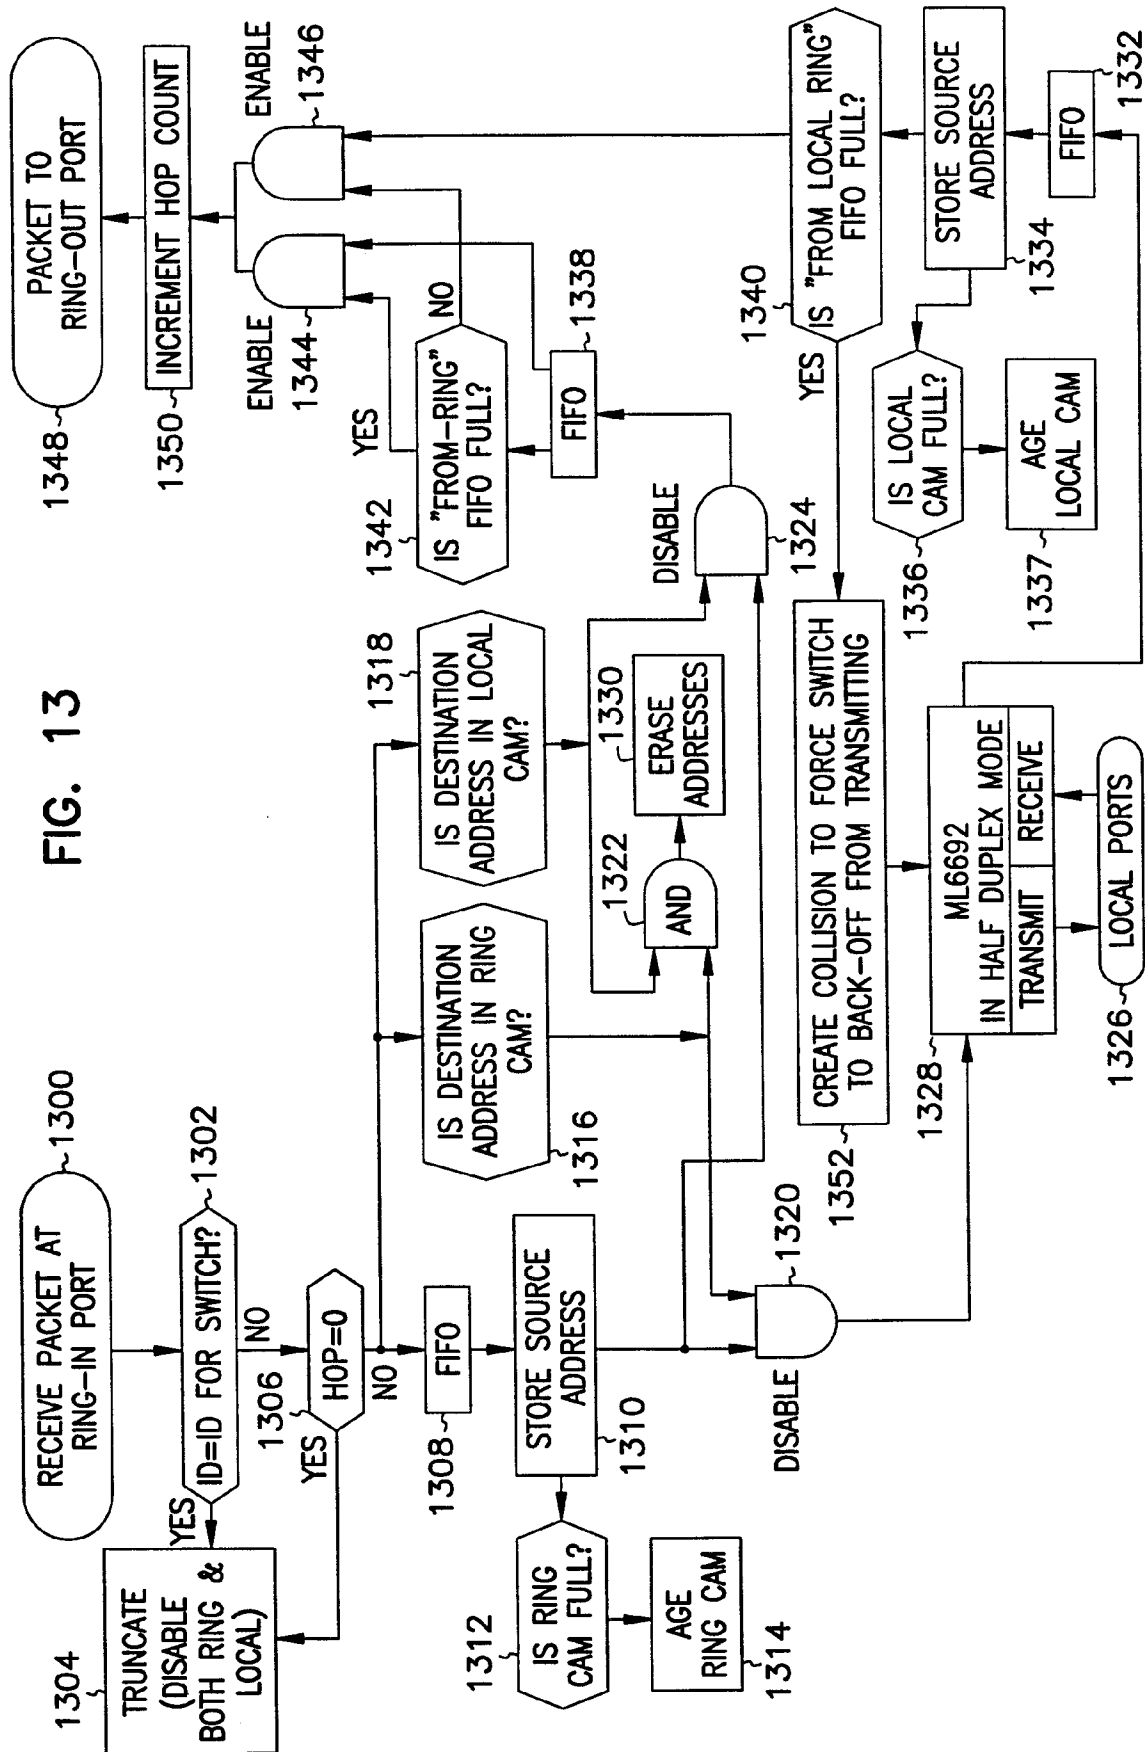 FIG. 13
RECEIVE PACKET AT
RING-IN PORT
1300
ID=ID FOR SWITCH?
1302
YES
NO
TRUNCATE
(DISABLE
BOTH RING &
LOCAL)
1304
HOP=0
1306
YES
NO
FIFO
1308
STORE SOURCE
ADDRESS
1310
IS RING
CAM FULL?
1312
AGE
RING CAM
1314
IS DESTINATION
ADDRESS IN RING
CAM?
1316
IS DESTINATION
ADDRESS IN LOCAL
CAM?
1318
DISABLE
1320
AND
1322
ERASE
ADDRESSES
1330
DISABLE
1324
CREATE COLLISION TO FORCE SWITCH
TO BACK-OFF FROM TRANSMITTING
1352
ML6692
IN HALF DUPLEX MODE
TRANSMIT
RECEIVE
1328
LOCAL PORTS
1326
PACKET TO
RING-OUT PORT
1348
INCREMENT HOP COUNT
1350
ENABLE
1344
ENABLE
1346
IS "FROM-RING"
FIFO FULL?
1342
YES
NO
FIFO
1338
IS "FROM LOCAL RING"
FIFO FULL?
1340
YES
IS LOCAL
CAM FULL?
1336
AGE
LOCAL CAM
1337
STORE SOURCE
ADDRESS
1334
FIFO
1332